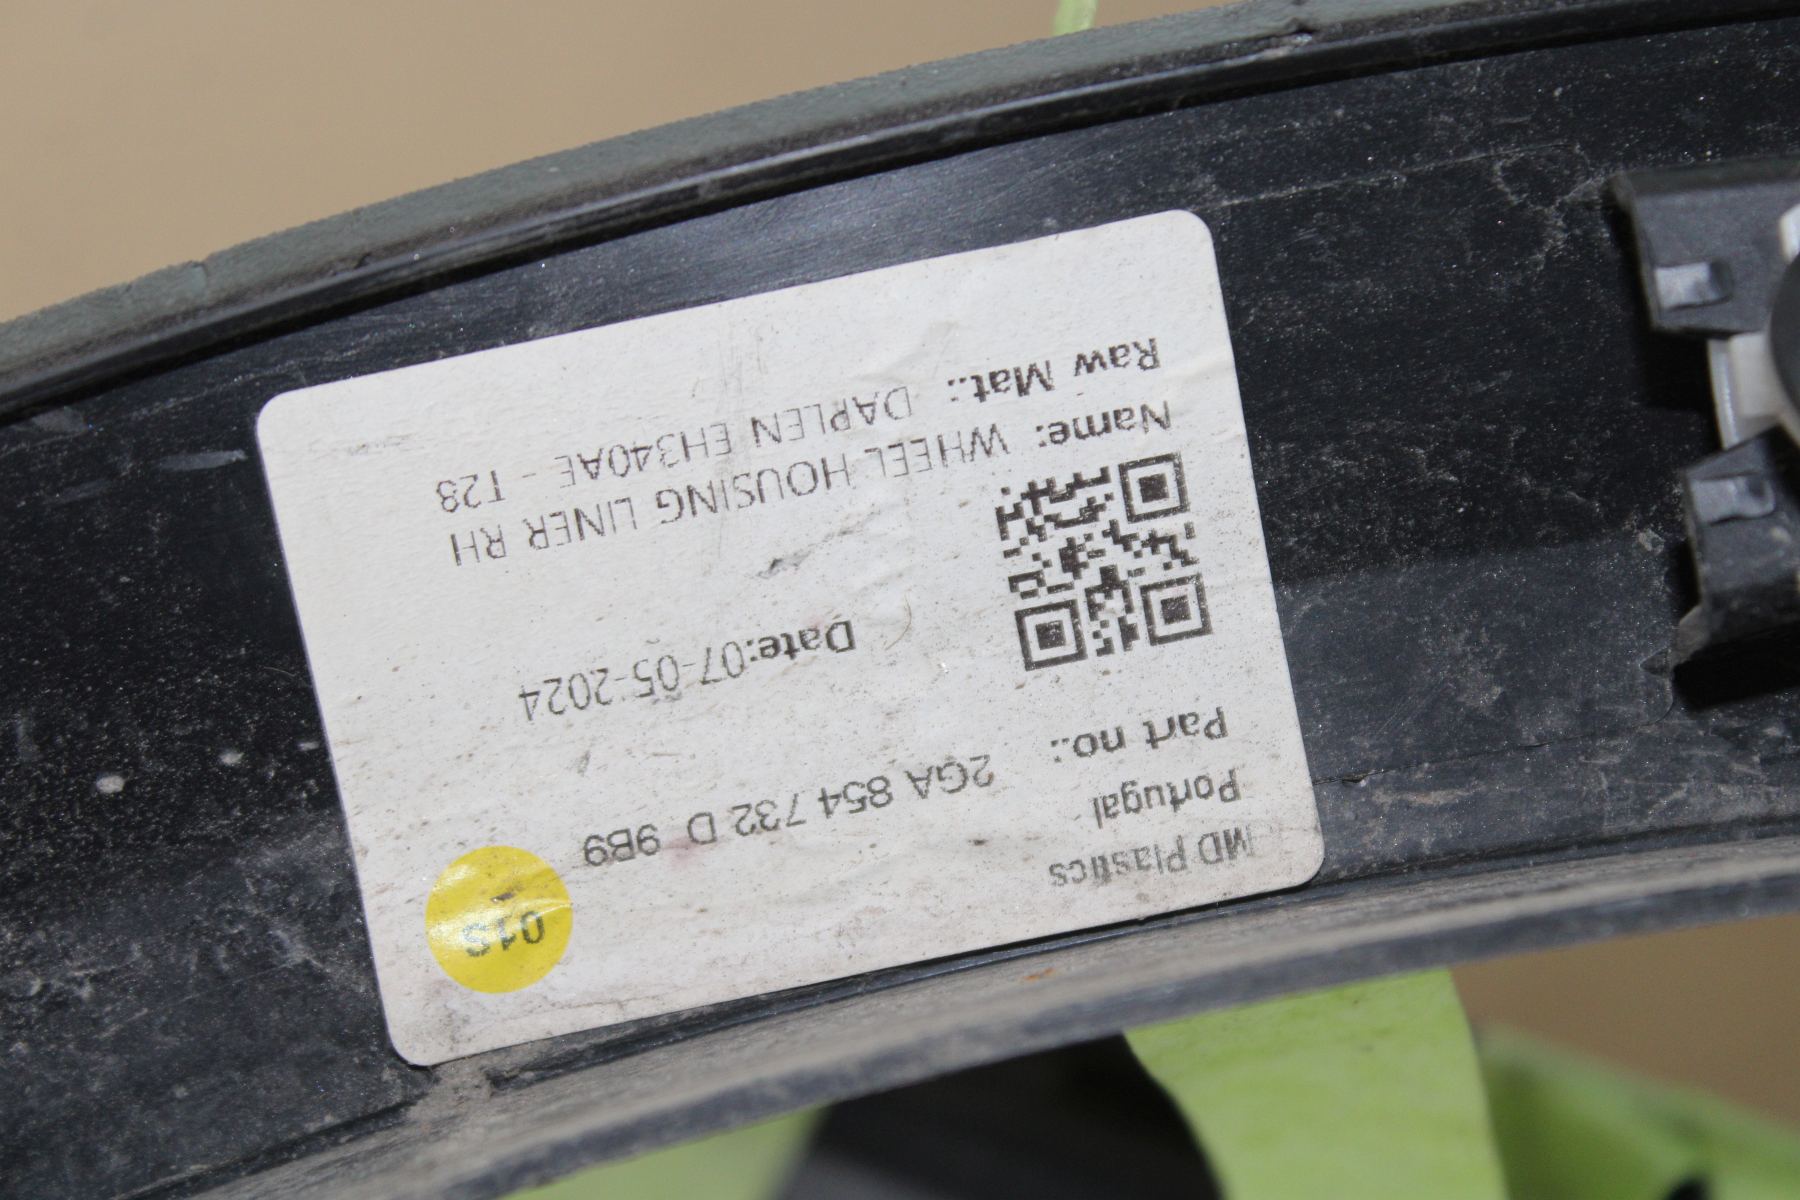 MD Plastics
Portugal
Part no.: 2GA 854 732 D 9B9
Date:07-05-2024
Name: WHEEL HOUSING LINER RH
Raw Mat.: DAPLEN EH340AE - T28
01S